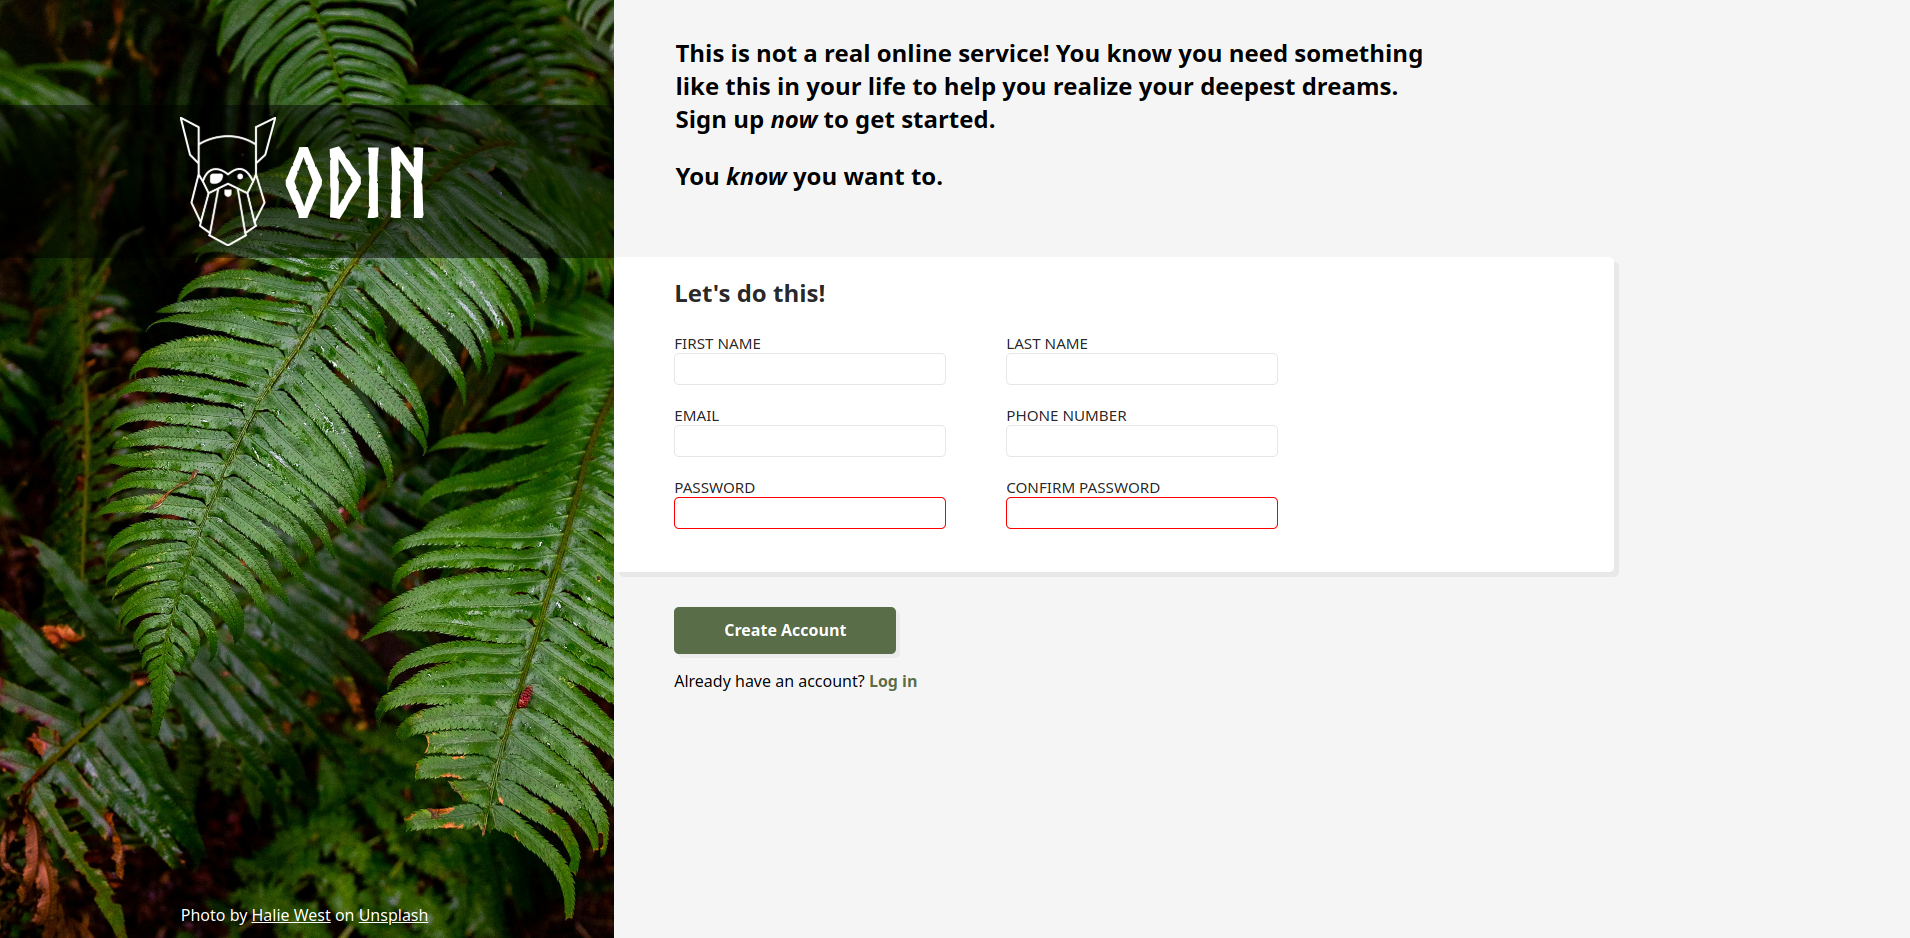 ODIN
Photo by Halie West on Unsplash
This is not a real online service! You know you need something
like this in your life to help you realize your deepest dreams.
Sign up now to get started.
You know you want to.
Let's do this!
FIRST NAME
LAST NAME
EMAIL
PHONE NUMBER
PASSWORD
CONFIRM PASSWORD
Create Account
Already have an account? Log in